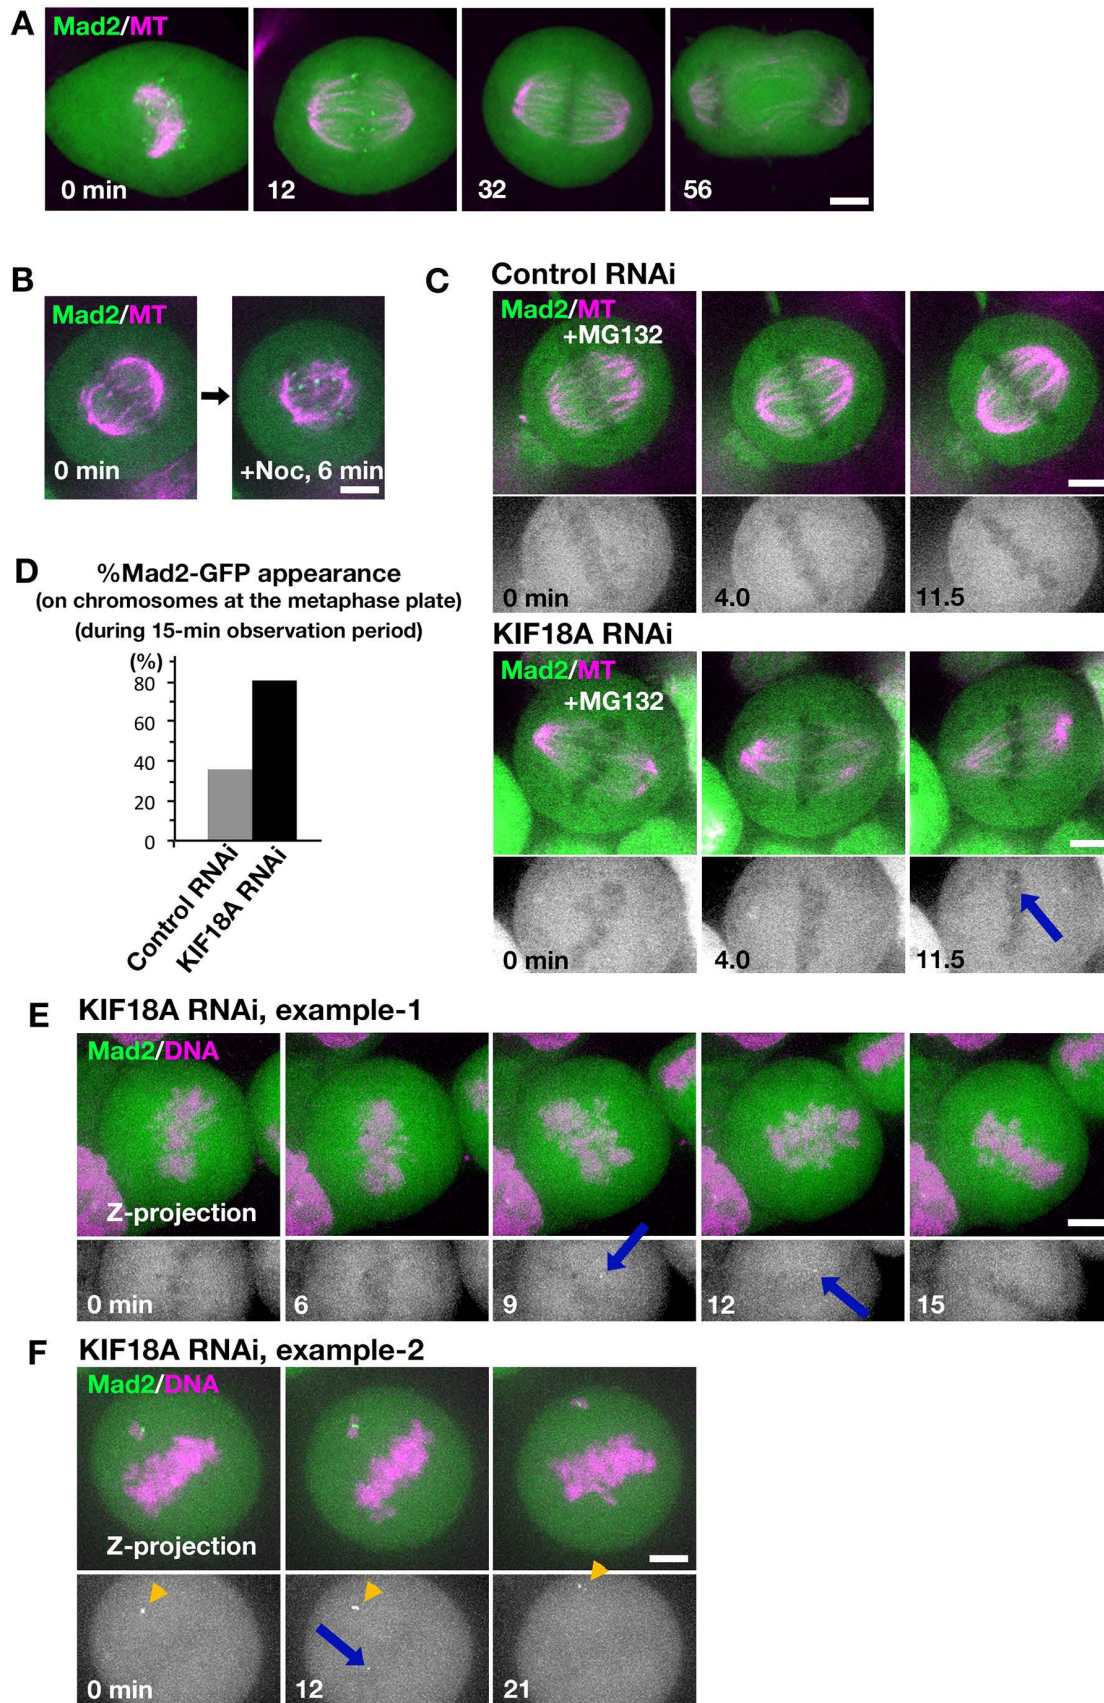 A
Mad2/MT
0 min
12
32
56
B
Mad2/MT
0 min
+Noc, 6 min
C
Control RNAi
Mad2/MT
+MG132
0 min
4.0
11.5
KIF18A RNAi
Mad2/MT
+MG132
0 min
4.0
11.5
D
%Mad2-GFP appearance
(on chromosomes at the metaphase plate)
(during 15-min observation period)
(%)
80
60
40
20
0
Control RNAi
KIF18A RNAi
E
KIF18A RNAi, example-1
Mad2/DNA
Z-projection
0 min
6
9
12
15
F
KIF18A RNAi, example-2
Mad2/DNA
Z-projection
0 min
12
21